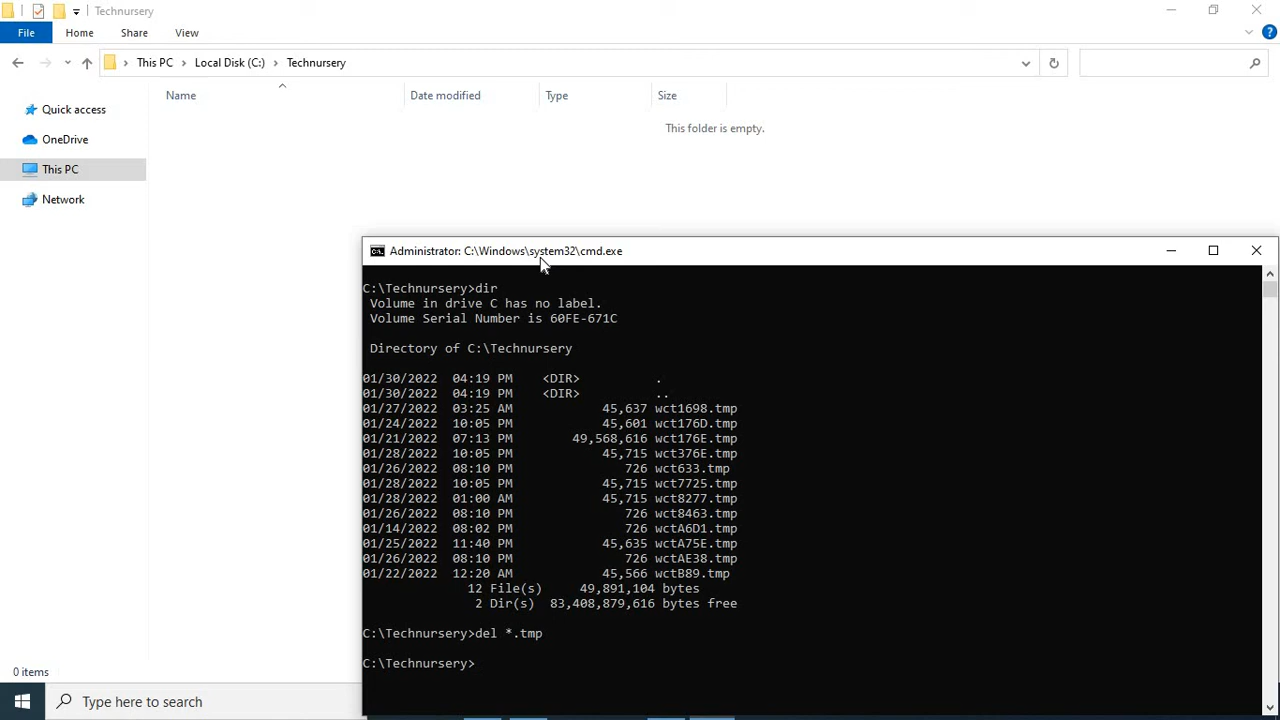 Technursery
File Home Share View
This PC Local Disk (C:) Technursery
Name Date modified Type Size
Quick access
This folder is empty.
OneDrive
This PC
Network
Administrator: C:\Windows\system32\cmd.exe
C:\Technursery>dir
Volume in drive C has no label.
Volume Serial Number is 60FE-671C
Directory of C:\Technursery
01/30/2022 04:19 PM <DIR> .
01/30/2022 04:19 PM <DIR> ..
01/27/2022 03:25 AM 45,637 wct1698.tmp
01/24/2022 10:05 PM 45,601 wct176D.tmp
01/21/2022 07:13 PM 49,568,616 wct176E.tmp
01/28/2022 10:05 PM 45,715 wct376E.tmp
01/26/2022 08:10 PM 726 wct633.tmp
01/28/2022 10:05 PM 45,715 wct7725.tmp
01/28/2022 01:00 AM 45,715 wct8277.tmp
01/26/2022 08:10 PM 726 wct8463.tmp
01/14/2022 08:02 PM 726 wctA6D1.tmp
01/25/2022 11:40 PM 45,635 wctA75E.tmp
01/26/2022 08:10 PM 726 wctAE38.tmp
01/22/2022 12:20 AM 45,566 wctB89.tmp
12 File(s) 49,891,104 bytes
2 Dir(s) 83,408,879,616 bytes free
C:\Technursery>del *.tmp
C:\Technursery>
0 items
Type here to search